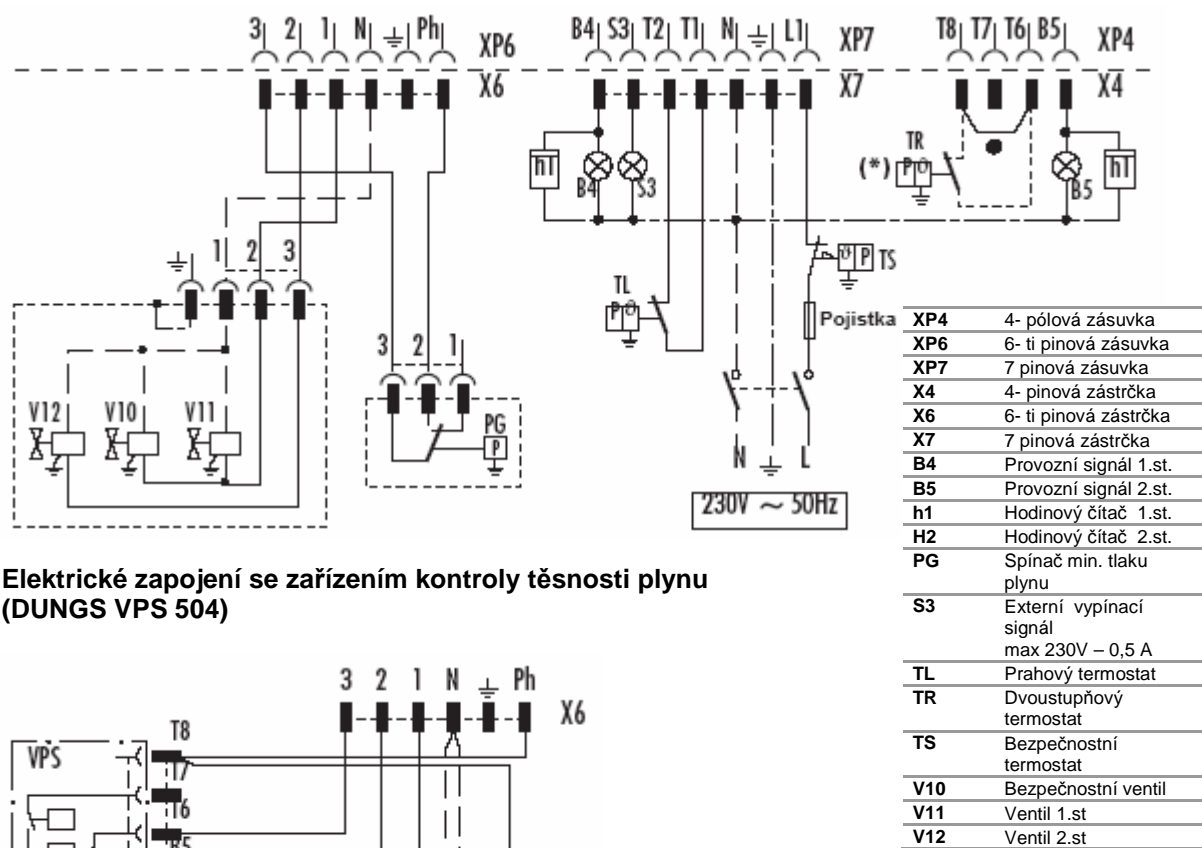 3 2 1 N Ph XP6 B4 S3 T2 T1 N L1 XP7 T8 T7 T6 B5 XP4
X6 X7 X4
h1 B4 S3 TR (*) P ϑ B5 h1
1 2 3 ϑ P TS
TL
P ϑ Pojistka
3 2 1
V12 V10 V11 PG
P
N L
230V ~ 50Hz
XP4 4- pólová zásuvka
XP6 6- ti pinová zásuvka
XP7 7 pinová zásuvka
X4 4- pinová zástrčka
X6 6- ti pinová zástrčka
X7 7 pinová zástrčka
B4 Provozní signál 1.st.
B5 Provozní signál 2.st.
h1 Hodinový čítač 1.st.
H2 Hodinový čítač 2.st.
PG Spínač min. tlaku
plynu
S3 Externí vypínací
signál
max 230V – 0,5 A
TL Prahový termostat
TR Dvoustupňový
termostat
TS Bezpečnostní
termostat
V10 Bezpečnostní ventil
V11 Ventil 1.st
V12 Ventil 2.st
Elektrické zapojení se zařízením kontroly těsnosti plynu
(DUNGS VPS 504)
3 2 1 N Ph X6
T8
VPS
T7
T6
B5